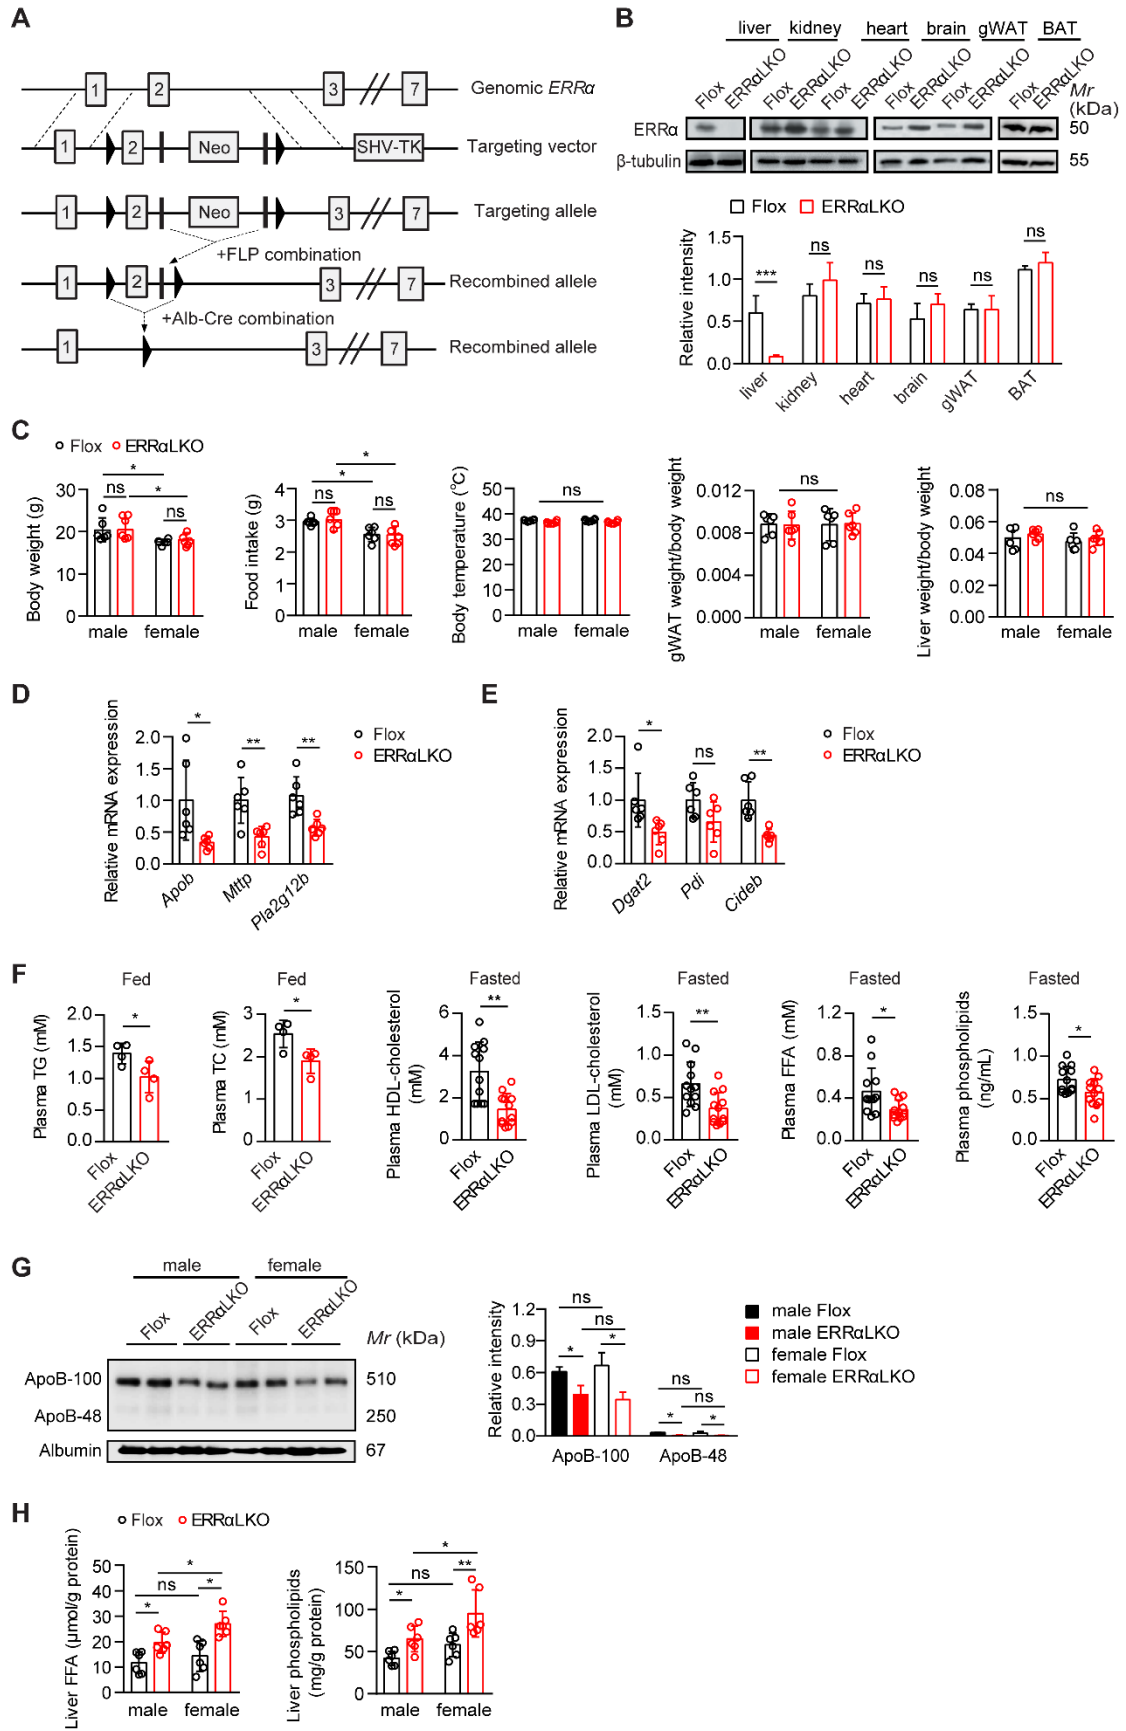 A
1 2 3 7 Genomic ERRα
1 2 Neo SHV-TK Targeting vector
1 2 Neo 3 7 Targeting allele
+FLP combination
1 2 3 7 Recombined allele
+Alb-Cre combination
1 3 7 Recombined allele
B
liver kidney heart brain gWAT BAT
Flox ERRαLKO Flox ERRαLKO Flox ERRαLKO Flox ERRαLKO Flox ERRαLKO Flox ERRαLKO Mr (kDa)
ERRα 50
β-tubulin 55
Flox ERRαLKO
Relative intensity
1.5
1.0
0.5
0.0
*** ns ns ns ns ns
liver kidney heart brain gWAT BAT
C
Flox ERRαLKO
Body weight (g)
30
20
10
0
* ns * ns
male female
Food intake (g)
4
3
2
1
0
* * ns ns
male female
Body temperature (°C)
50
40
30
20
10
0
ns
male female
gWAT weight/body weight
0.012
0.008
0.004
0.000
ns
male female
Liver weight/body weight
0.08
0.06
0.04
0.02
0.00
ns
male female
D
Relative mRNA expression
2.0
1.5
1.0
0.5
0.0
* ** **
Apob Mttp Pla2g12b
Flox
ERRαLKO
E
Relative mRNA expression
2.0
1.5
1.0
0.5
0.0
* ns **
Dgat2 Pdi Cideb
Flox
ERRαLKO
F
Fed
Plasma TG (mM)
2.0
1.5
1.0
0.5
0.0
*
Flox ERRαLKO
Fed
Plasma TC (mM)
3
2
1
0
*
Flox ERRαLKO
Fasted
Plasma HDL-cholesterol
(mM)
6
4
2
0
**
Flox ERRαLKO
Fasted
Plasma LDL-cholesterol
(mM)
1.5
1.0
0.5
0.0
**
Flox ERRαLKO
Fasted
Plasma FFA (mM)
1.2
0.8
0.4
0.0
*
Flox ERRαLKO
Fasted
Plasma phospholipids
(ng/mL)
1.5
1.0
0.5
0.0
*
Flox ERRαLKO
G
male female
Flox ERRαLKO Flox ERRαLKO
Mr (kDa)
ApoB-100 510
ApoB-48 250
Albumin 67
Relative intensity
1.2
0.9
0.6
0.3
0.0
ns ns * * ns ns * *
ApoB-100 ApoB-48
male Flox
male ERRαLKO
female Flox
female ERRαLKO
H
Flox ERRαLKO
Liver FFA (μmol/g protein)
50
40
30
20
10
0
* ns * *
male female
Liver phospholipids
(mg/g protein)
150
100
50
0
* ns ** *
male female